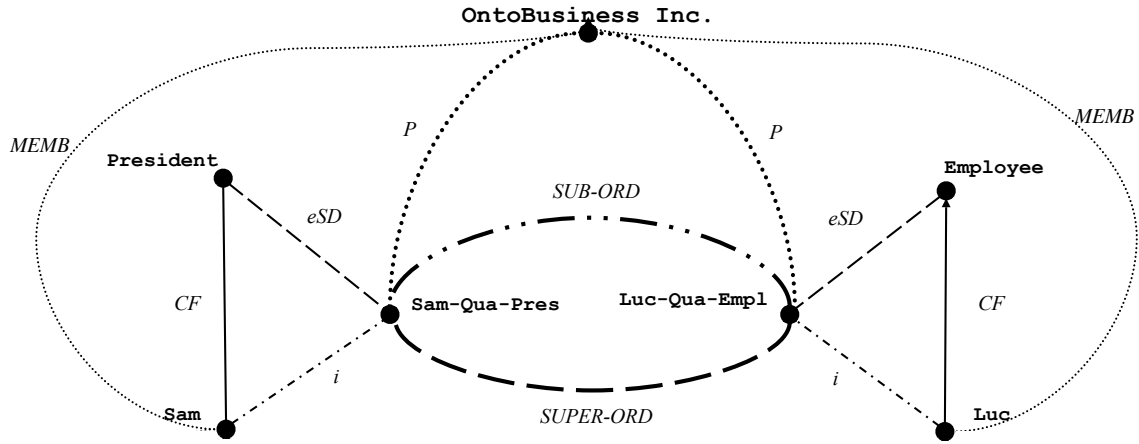 OntoBusiness Inc.
MEMB
P
P
MEMB
President
Employee
SUB-ORD
eSD
eSD
CF
Sam-Qua-Pres
Luc-Qua-Empl
CF
i
i
Sam
SUPER-ORD
Luc